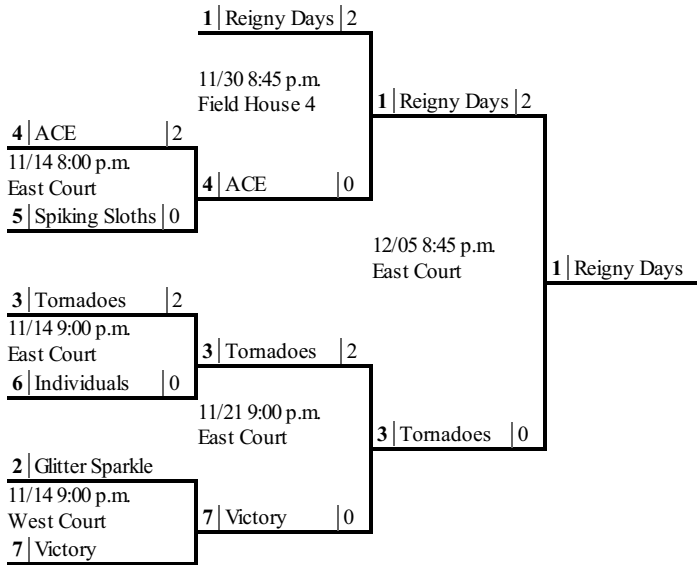 1 Reigny Days 2
11/30 8:45 p.m.
Field House 4
1 Reigny Days 2
4 ACE 2
11/14 8:00 p.m.
East Court
4 ACE 0
5 Spiking Sloths 0
12/05 8:45 p.m.
East Court
1 Reigny Days
3 Tornadoes 2
11/14 9:00 p.m.
East Court
3 Tornadoes 2
6 Individuals 0
11/21 9:00 p.m.
East Court
3 Tornadoes 0
2 Glitter Sparkle
11/14 9:00 p.m.
West Court
7 Victory 0
7 Victory